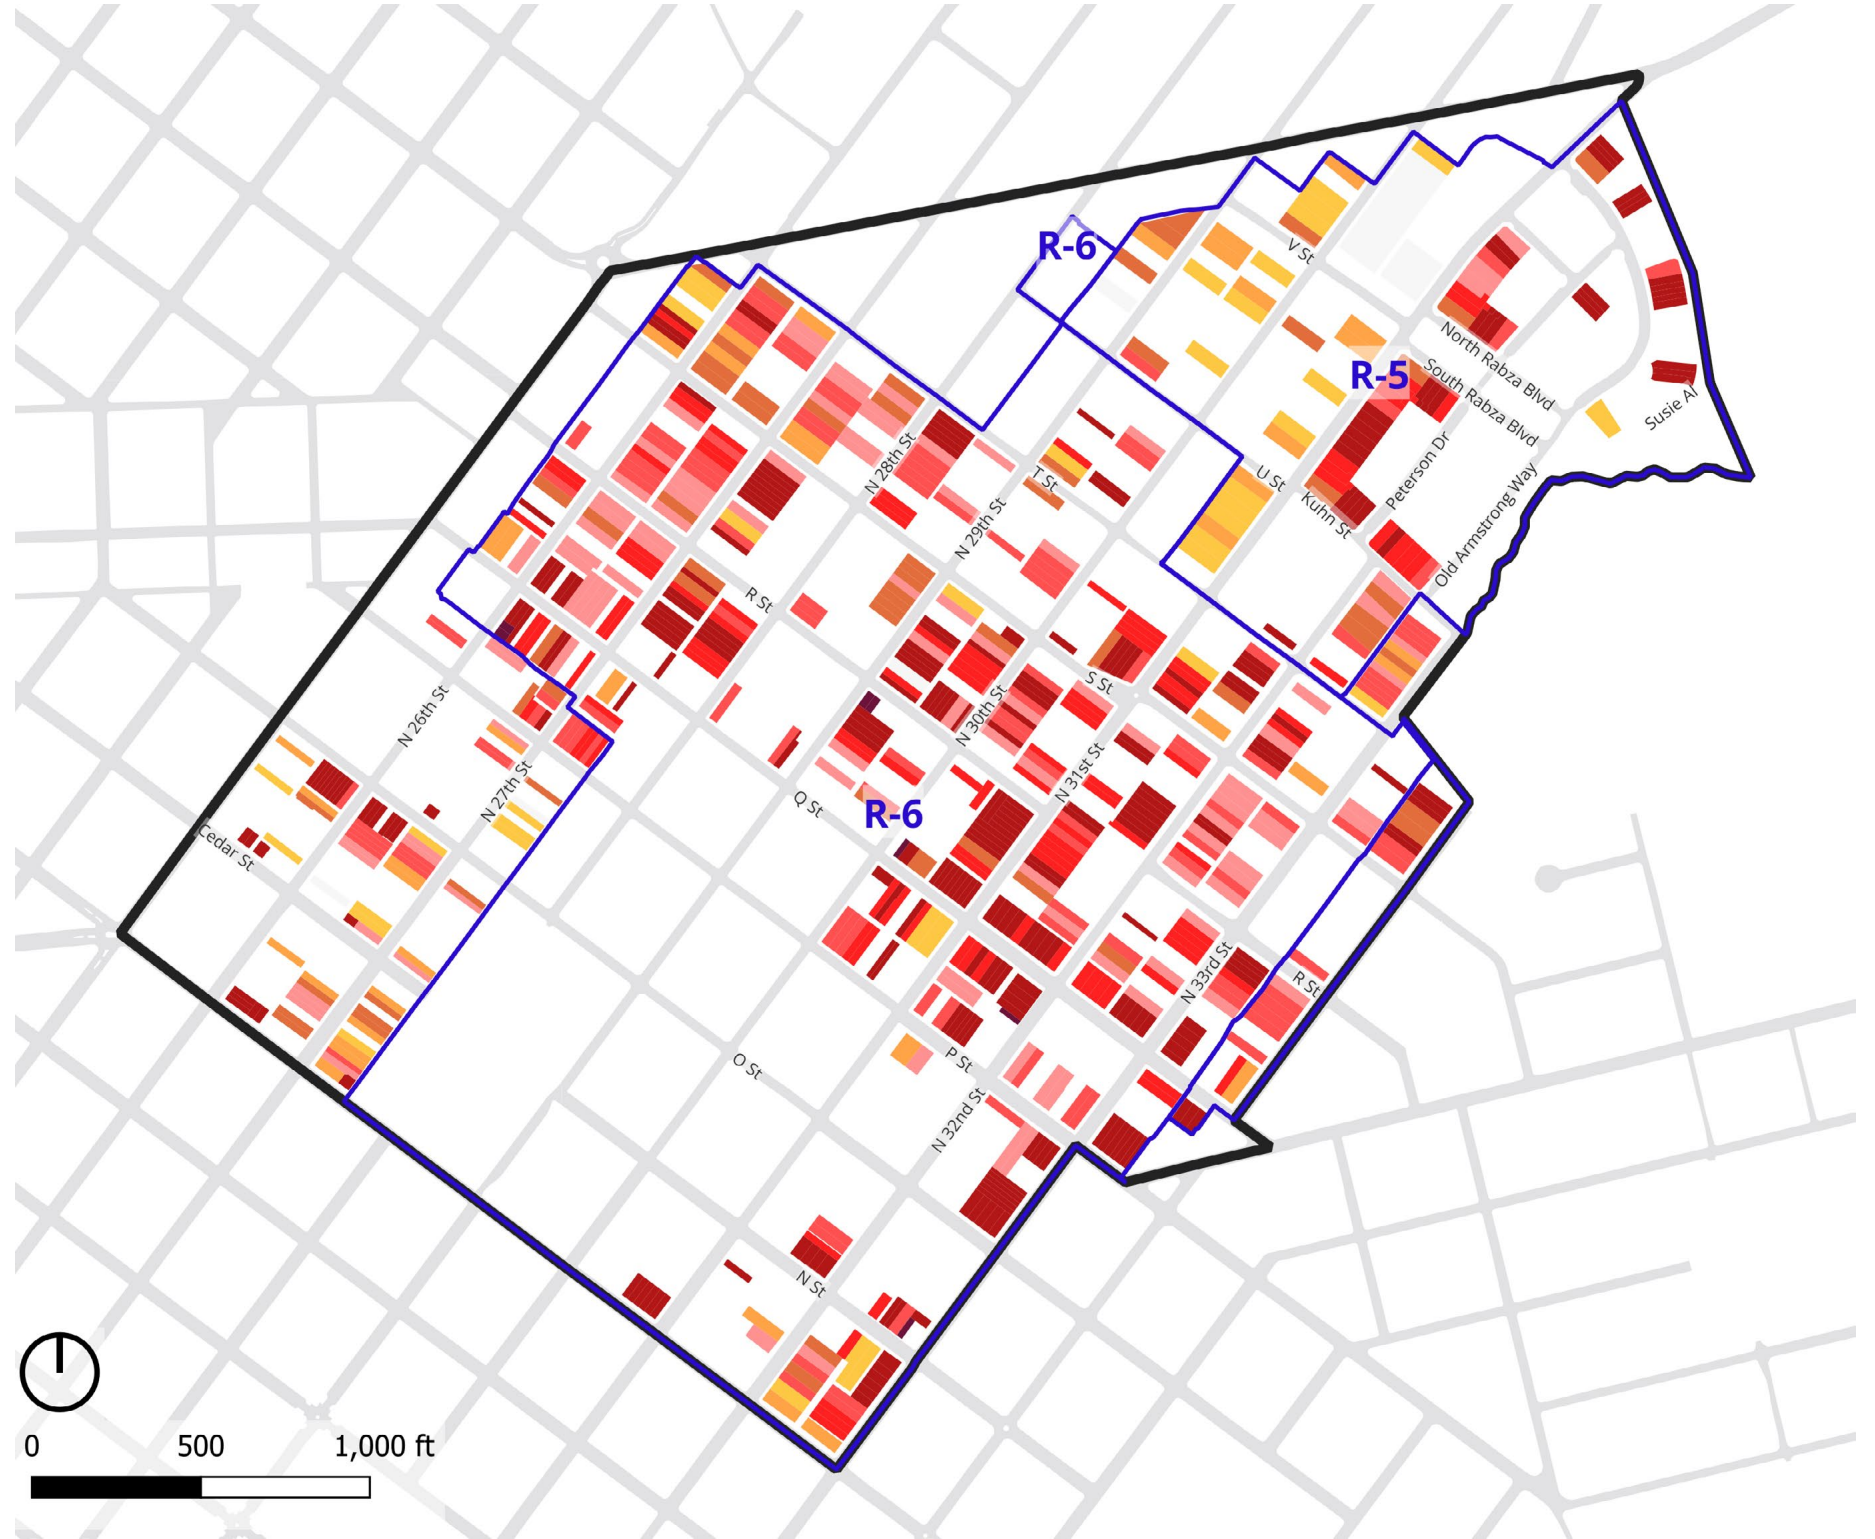 R-6
V St
North Rabza Blvd
R-5
South Rabza Blvd
Susie Al
N 28th St
T St
U St
Peterson Dr
Kuhn St
N 29th St
Old Armstrong Way
R St
S St
N 26th St
N 30th St
N 31st St
N 27th St
Q St
R-6
Cedar St
N 33rd St
R St
P St
O St
N 32nd St
N St
0 500 1,000 ft